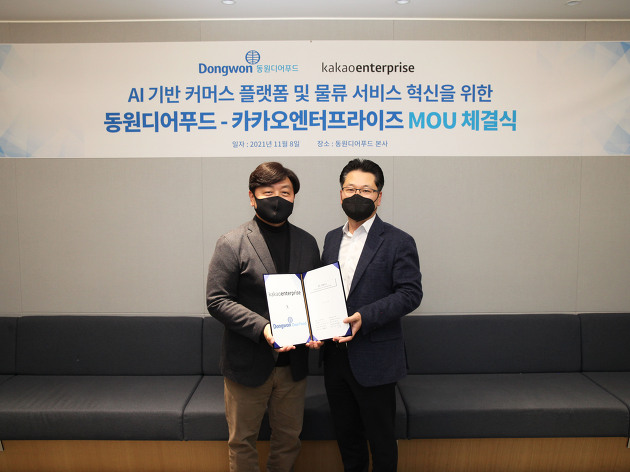 Dongwon 동원디어푸드
kakaoenterprise
AI 기반 커머스 플랫폼 및 물류 서비스 혁신을 위한
동원디어푸드 - 카카오엔터프라이즈 MOU 체결식
일자 : 2021년 11월 8일 장소 : 동원디어푸드 본사
kakaoenterprise
Dongwon